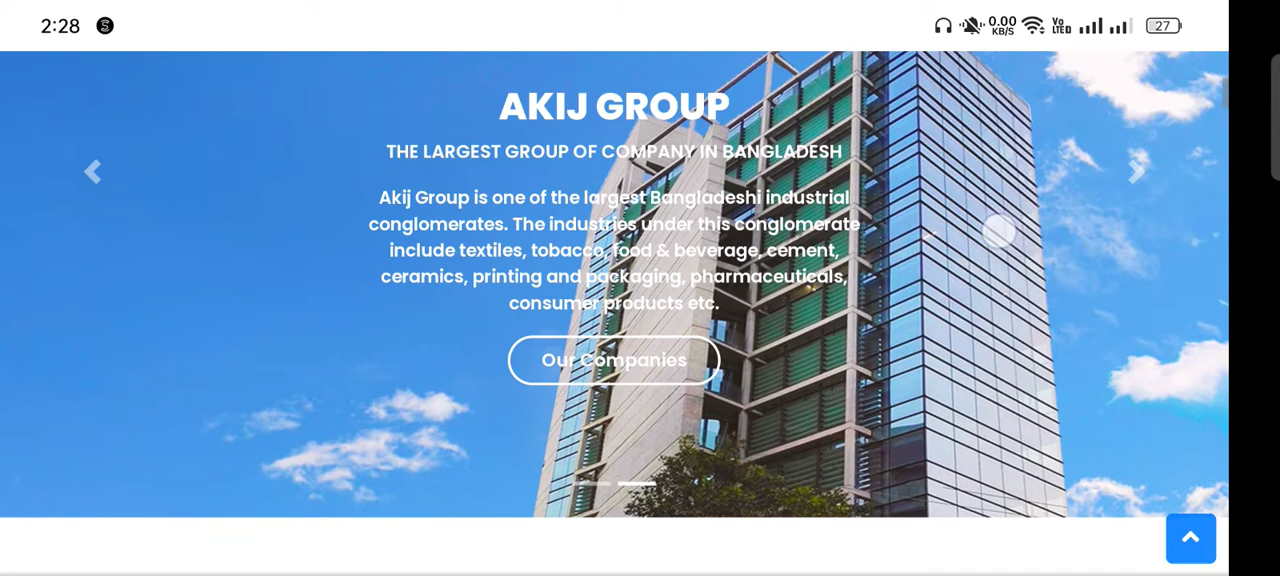 2:28
0.00
KB/S
Vo
LTE
27
AKIJ GROUP
THE LARGEST GROUP OF COMPANY IN BANGLADESH
Akij Group is one of the largest Bangladeshi industrial
conglomerates. The industries under this conglomerate
include textiles, tobacco, food & beverage, cement,
ceramics, printing and packaging, pharmaceuticals,
consumer products etc.
Our Companies